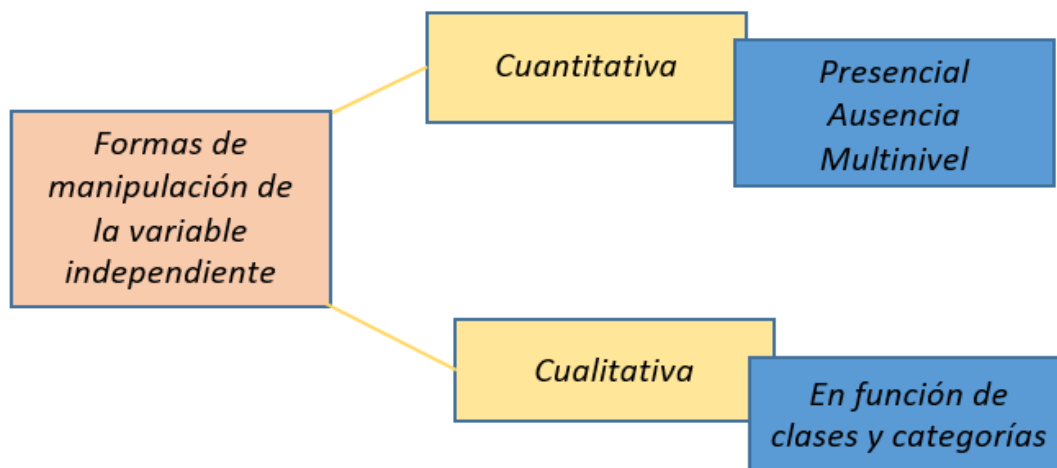 Formas de
manipulación de
la variable
independiente
Cuantitativa
Presencial
Ausencia
Multinivel
Cualitativa
En función de
clases y categorías